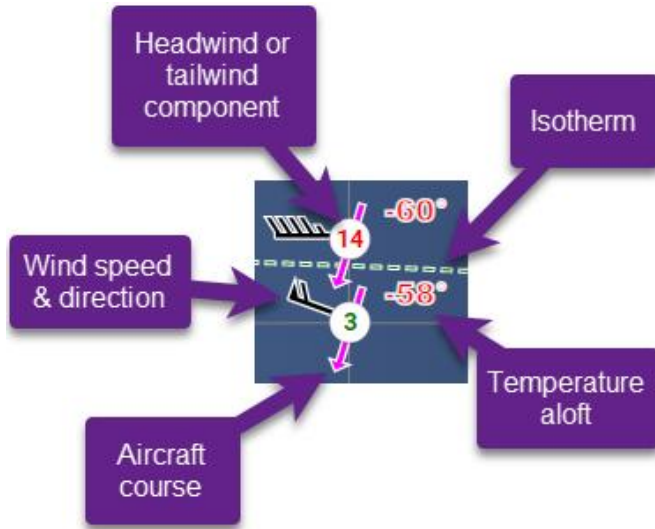 Headwind or
tailwind
component
Isotherm
-60°
14
Wind speed
& direction
-58°
3
Temperature
aloft
Aircraft
course